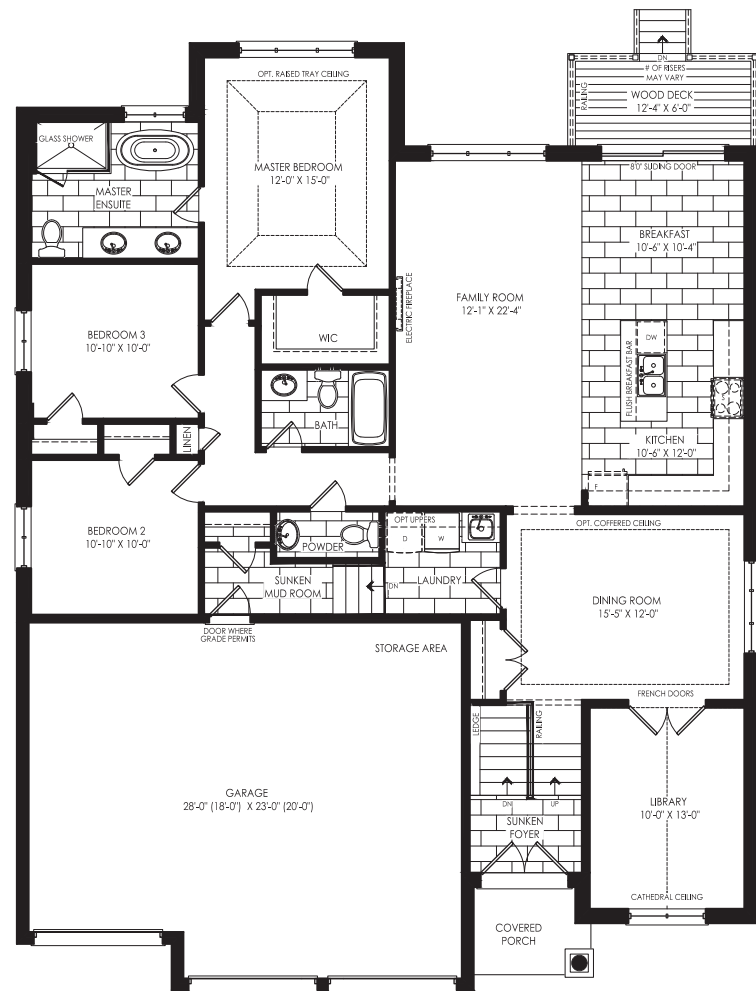 DN
# OF RISERS
MAY VARY
RAILING
WOOD DECK
12'-4" X 6'-0"
OPT. RAISED TRAY CEILING
GLASS SHOWER
MASTER BEDROOM
12'-0" X 15'-0"
8'0" SLIDING DOOR
MASTER
ENSUITE
BREAKFAST
10'-6" X 10'-4"
FAMILY ROOM
12'-1" X 22'-4"
ELECTRIC FIREPLACE
BEDROOM 3
10'-10" X 10'-0"
WIC
DW
FLUSH BREAKFAST BAR
BATH
LINEN
KITCHEN
10'-6" X 12'-0"
F
BEDROOM 2
10'-10" X 10'-0"
POWDER
OPT UPPERS
D
W
OPT. COFFERED CEILING
SUNKEN
MUD ROOM
DN
LAUNDRY
DINING ROOM
15'-5" X 12'-0"
DOOR WHERE
GRADE PERMITS
STORAGE AREA
FRENCH DOORS
LEDGE
RAILING
GARAGE
28'-0" (18'-0") X 23'-0" (20'-0")
DN
UP
SUNKEN
FOYER
LIBRARY
10'-0" X 13'-0"
CATHEDRAL CEILING
COVERED
PORCH